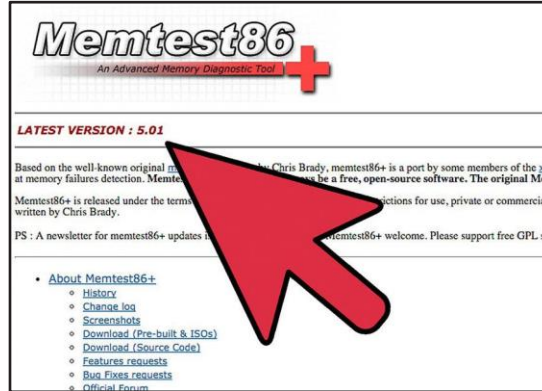 Memtest86+
An Advanced Memory Diagnostic Tool
LATEST VERSION : 5.01
Based on the well-known original by Chris Brady, memtest86+ is a port by some members of the
at memory failures detection. be a free, open-source software. The original
Memtest86+ is released under the terms for use, private or
written by Chris Brady.
PS : A newsletter for memtest86+ updates Memtest86+ welcome. Please support free GPL
About Memtest86+
History
Change log
Screenshots
Download (Pre-built & ISOs)
Download (Source Code)
Features requests
Bug Fixes requests
Official Forum